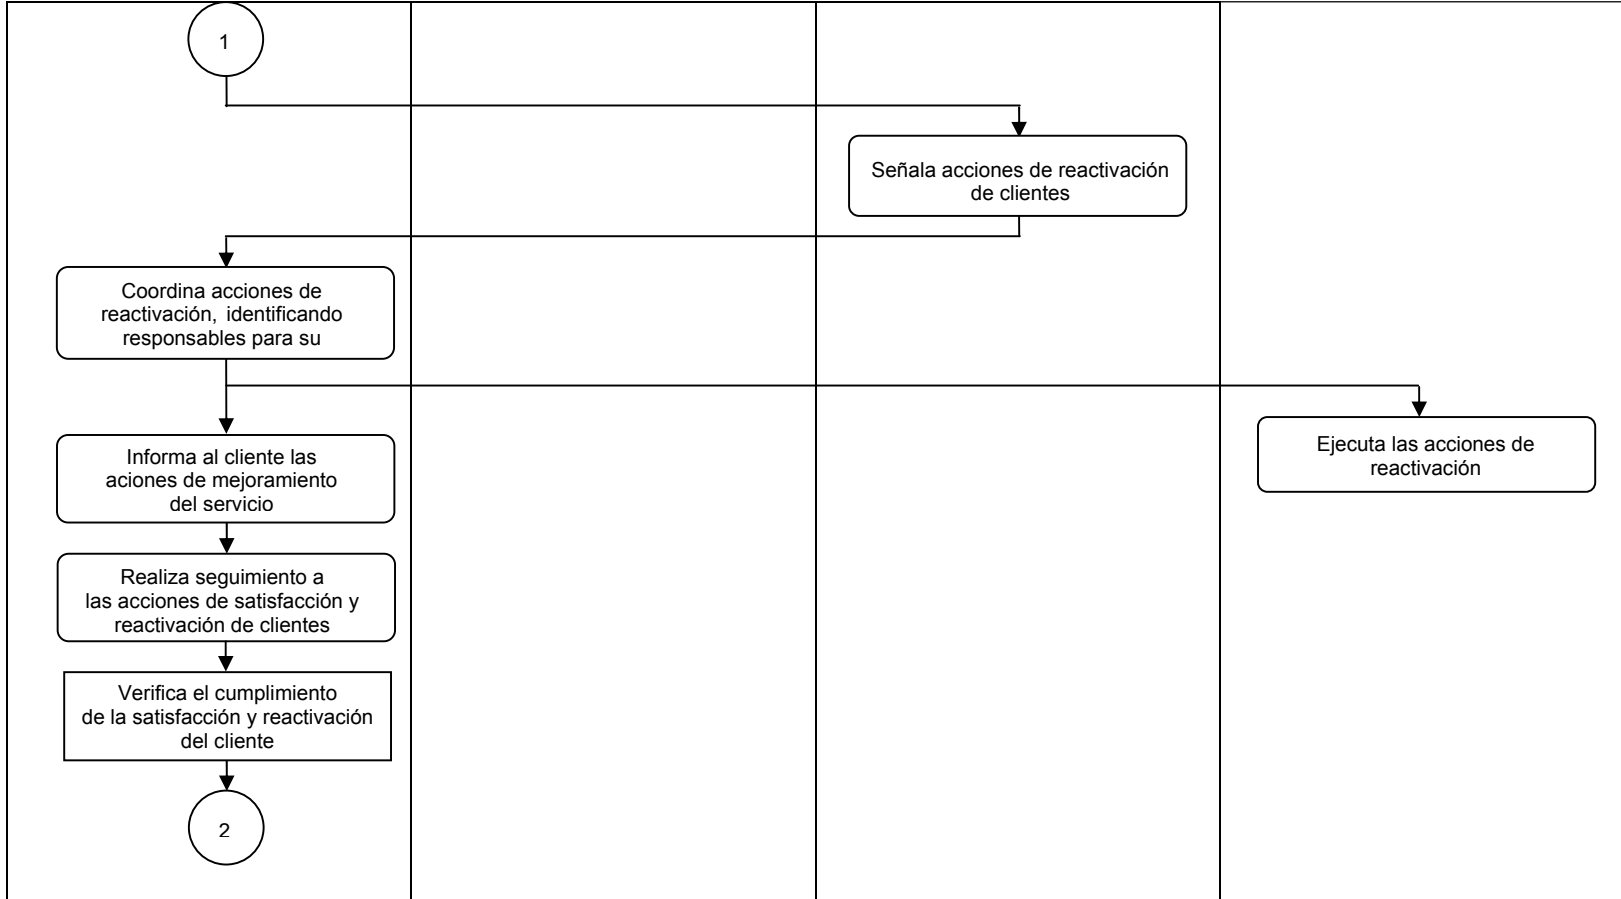 1
Señala acciones de reactivación
de clientes
Coordina acciones de
reactivación, identificando
responsables para su
Informa al cliente las
aciones de mejoramiento
del servicio
Ejecuta las acciones de
reactivación
Realiza seguimiento a
las acciones de satisfacción y
reactivación de clientes
Verifica el cumplimiento
de la satisfacción y reactivación
del cliente
2